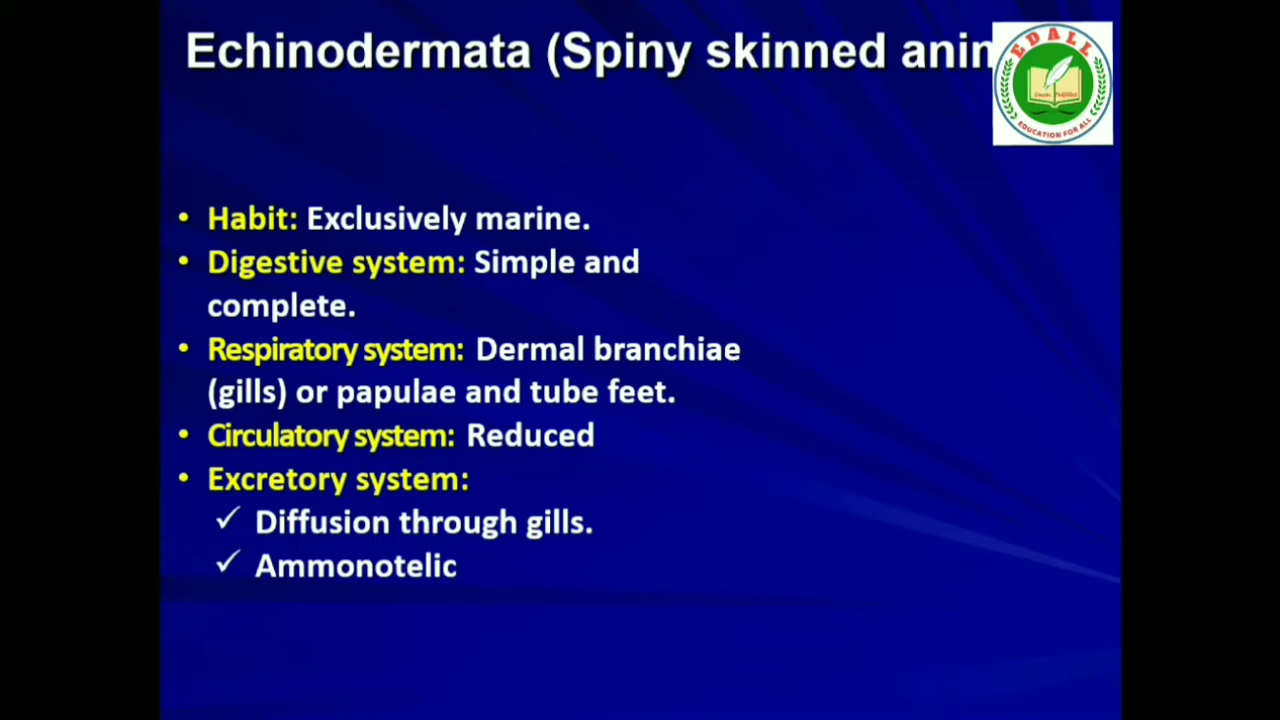 Echinodermata (Spiny skinned anim
EDALL
EDUCATION FOR ALL
• Habit: Exclusively marine.
• Digestive system: Simple and
complete.
• Respiratory system: Dermal branchiae
(gills) or papulae and tube feet.
• Circulatory system: Reduced
• Excretory system:
✓ Diffusion through gills.
✓ Ammonotelic